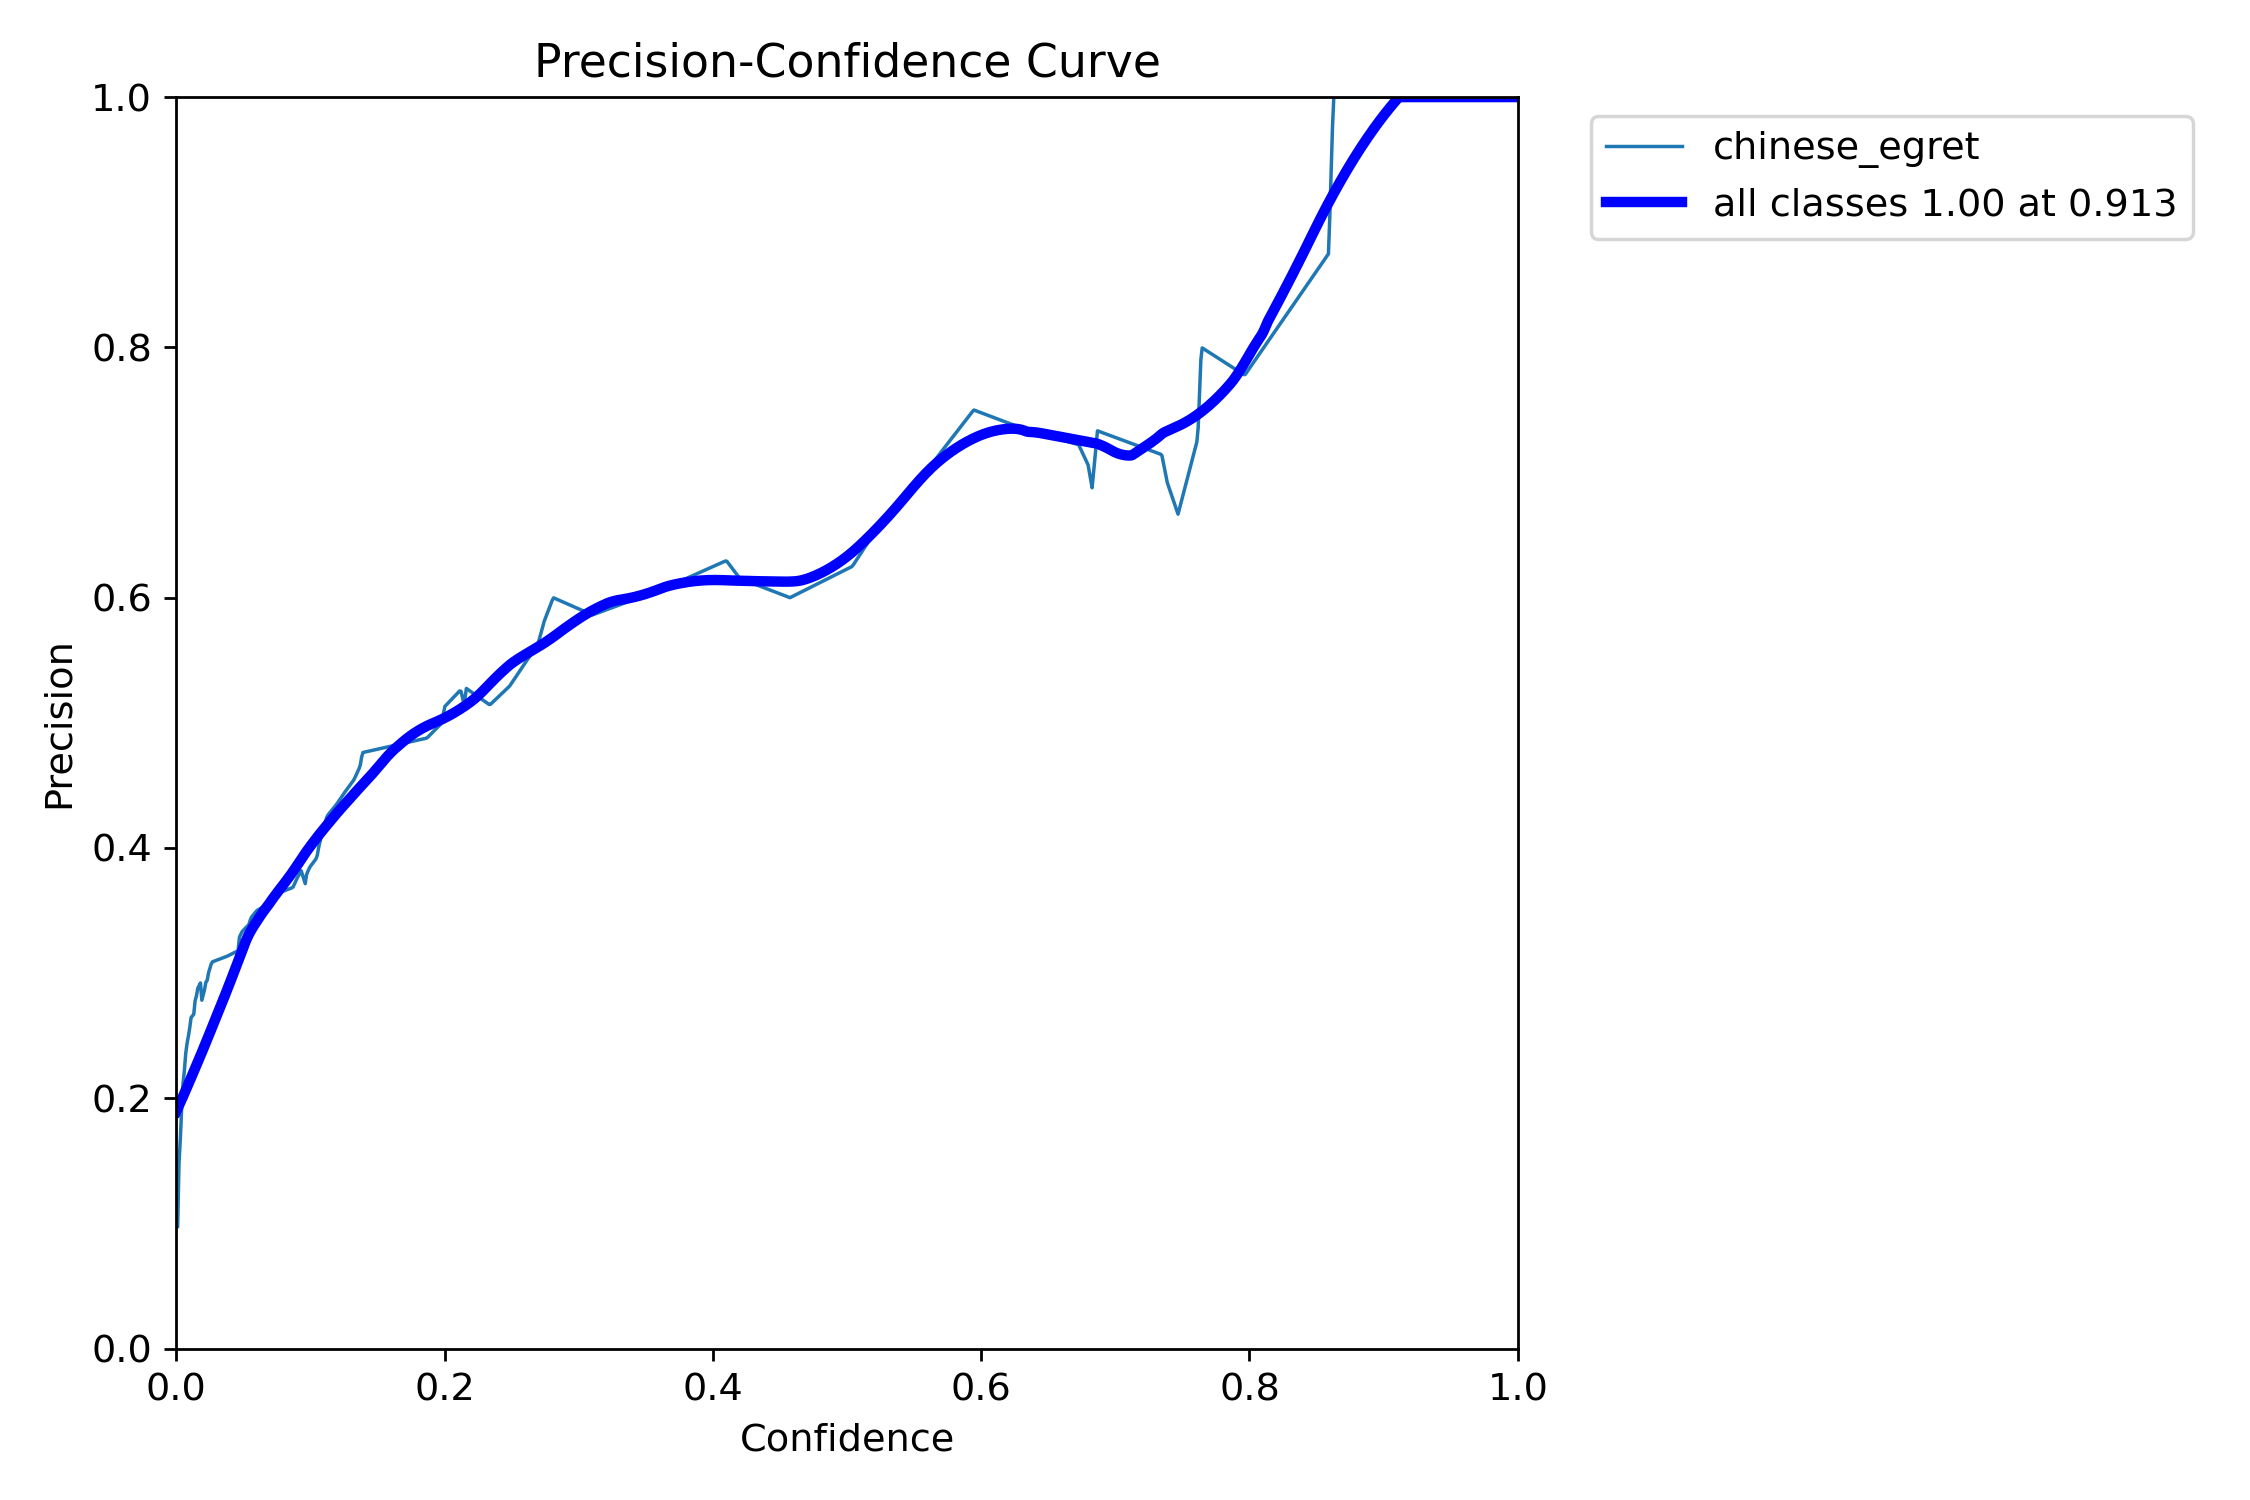 Precision-Confidence Curve
chinese_egret
all classes 1.00 at 0.913
1.0
0.8
0.6
0.4
0.2
0.0
Precision
0.0 0.2 0.4 0.6 0.8 1.0
Confidence